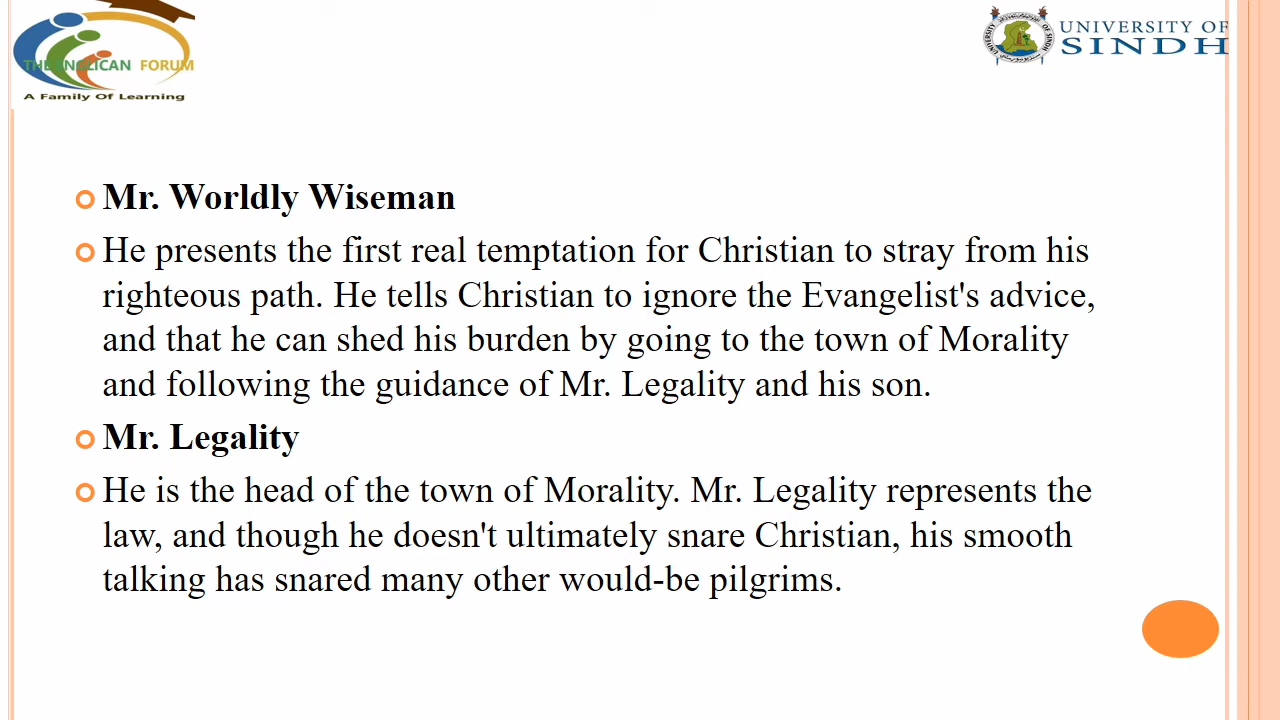 THE ANGLICAN FORUM
A Family Of Learning
UNIVERSITY OF
SINDH
Mr. Worldly Wiseman
He presents the first real temptation for Christian to stray from his
righteous path. He tells Christian to ignore the Evangelist's advice,
and that he can shed his burden by going to the town of Morality
and following the guidance of Mr. Legality and his son.
Mr. Legality
He is the head of the town of Morality. Mr. Legality represents the
law, and though he doesn't ultimately snare Christian, his smooth
talking has snared many other would-be pilgrims.